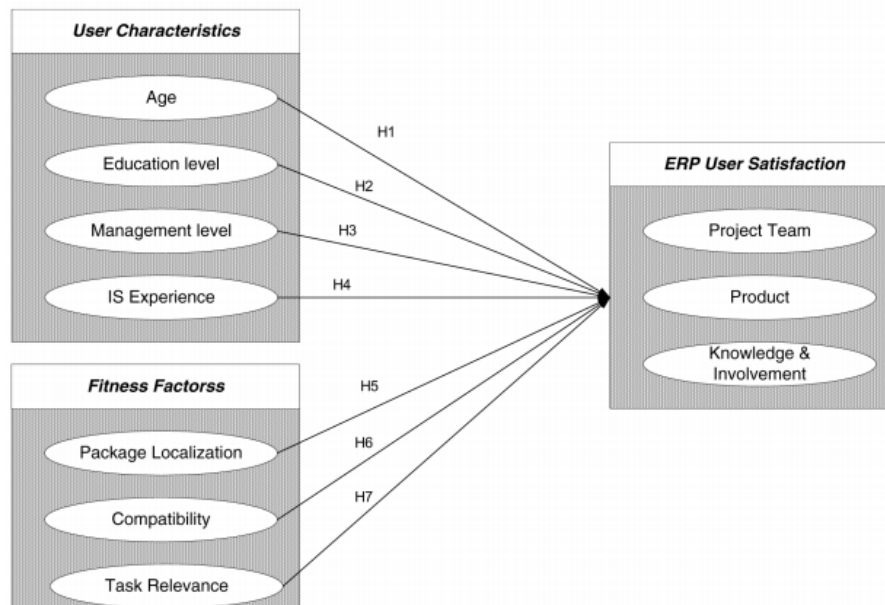 User Characteristics
Age
Education level
Management level
IS Experience
H1
H2
H3
H4
Fitness Factorss
Package Localization
Compatibility
Task Relevance
H5
H6
H7
ERP User Satisfaction
Project Team
Product
Knowledge &
Involvement